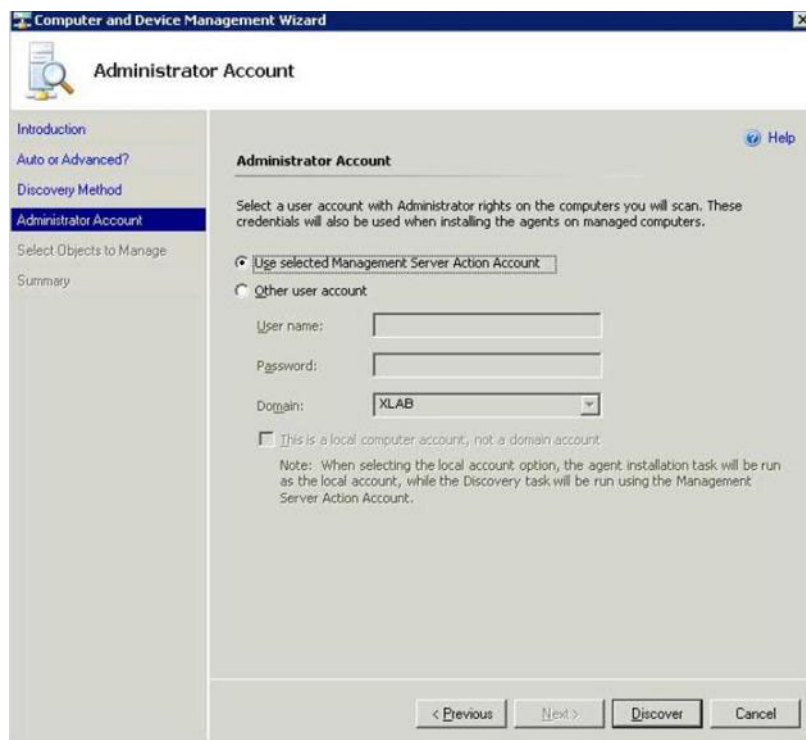 Computer and Device Management Wizard
Administrator Account
Introduction
Auto or Advanced?
Discovery Method
Administrator Account
Select Objects to Manage
Summary
Help
Administrator Account
Select a user account with Administrator rights on the computers you will scan. These
credentials will also be used when installing the agents on managed computers.
Use selected Management Server Action Account
Other user account
User name:
Password:
Domain:
XLAB
This is a local computer account, not a domain account
Note: When selecting the local account option, the agent installation task will be run
as the local account, while the Discovery task will be run using the Management
Server Action Account.
< Previous
Next >
Discover
Cancel